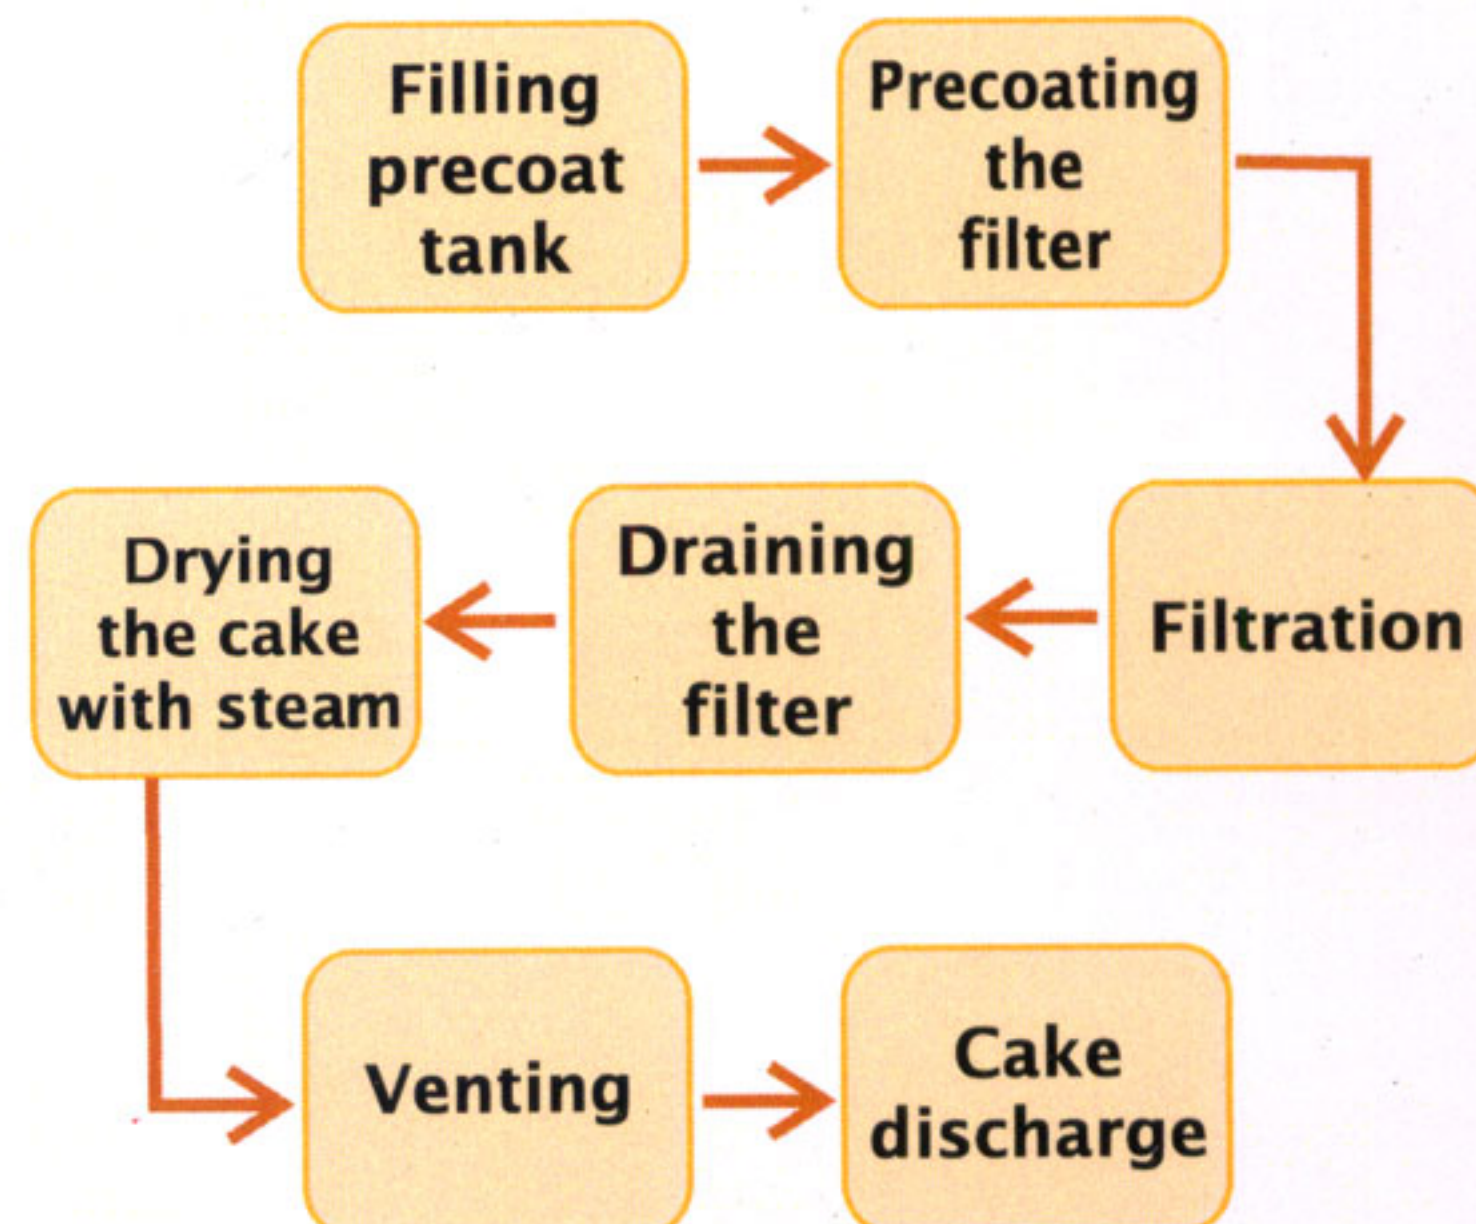 Filling
precoat
tank
Precoating
the
filter
Filtration
Draining
the
filter
Drying
the cake
with steam
Venting
Cake
discharge